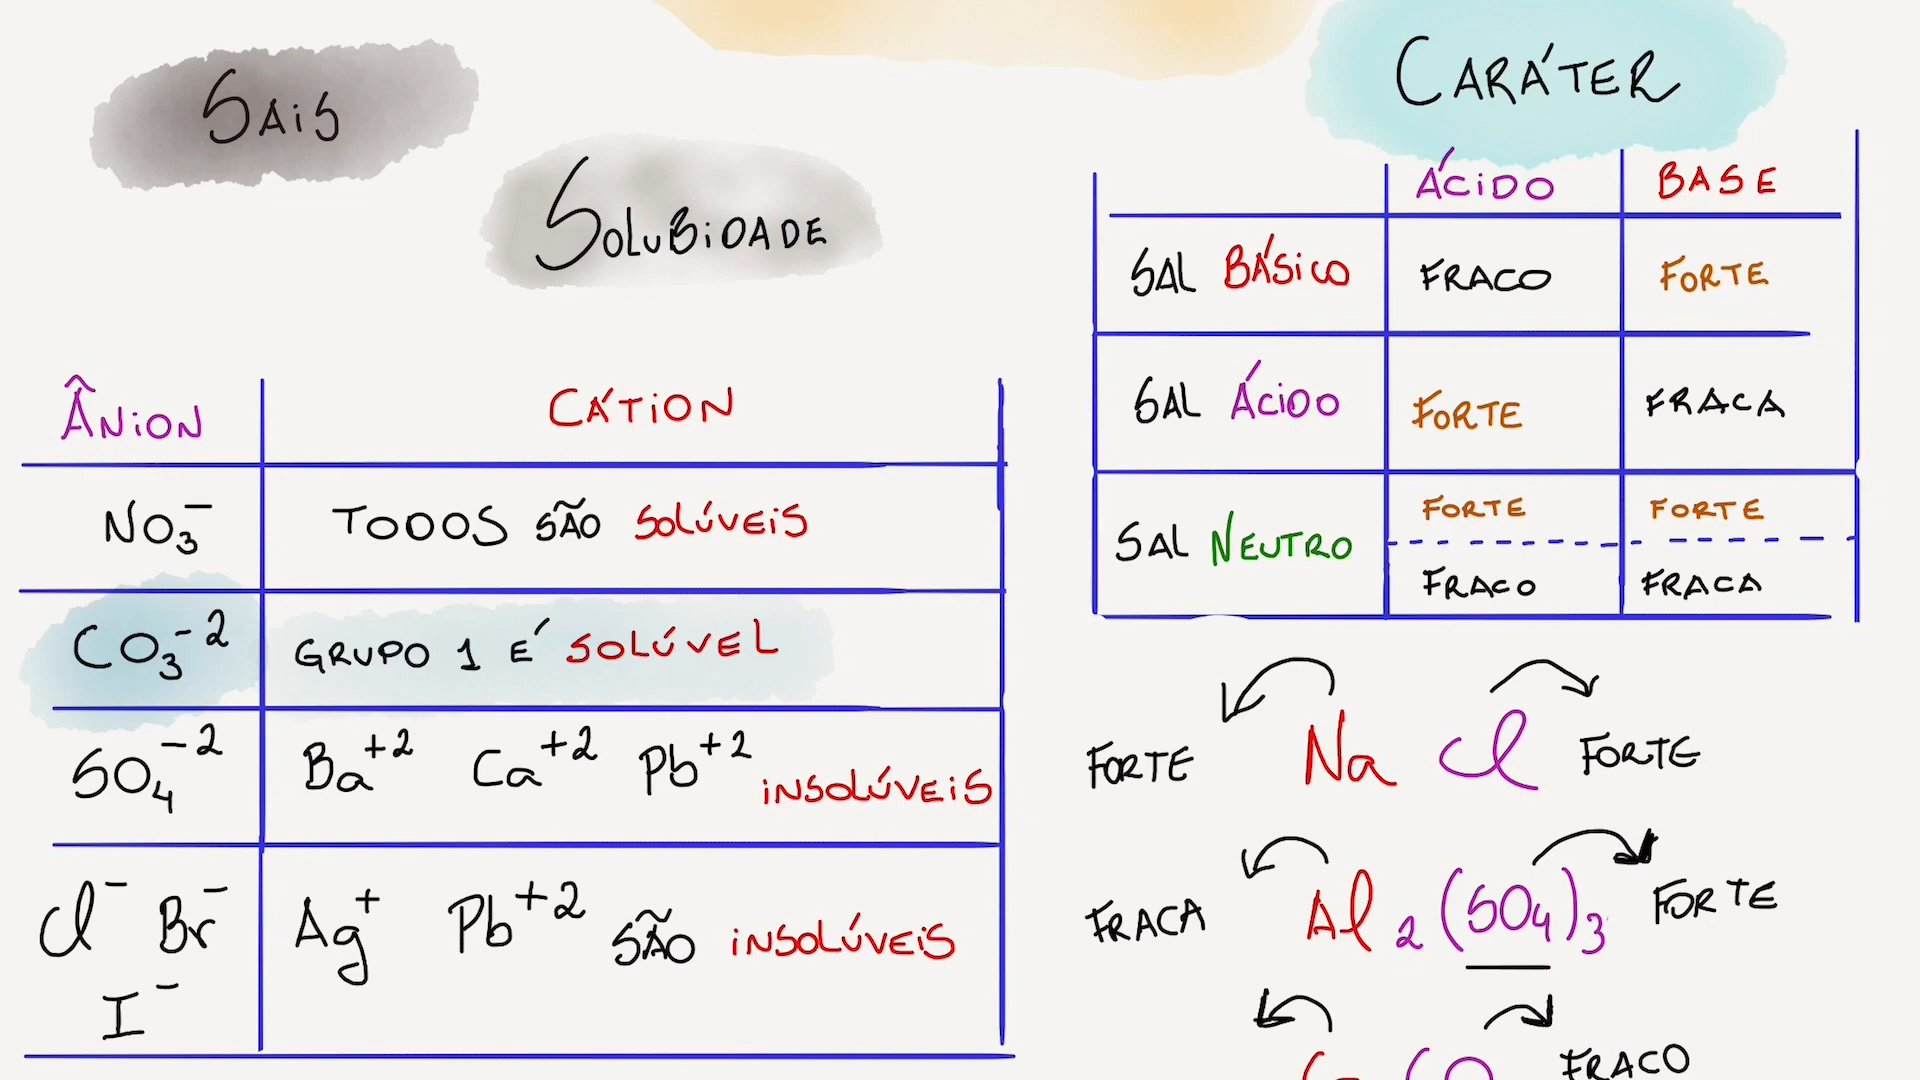 SAiS
SOLUBiDADE
ÂNiON CÁTiON
NO₃⁻ TODOS SÃO SOLÚVEiS
CO₃⁻² GRUPO 1 É SOLÚVEL
SO₄⁻² Ba⁺² Ca⁺² Pb⁺² iNSOLÚVEiS
Cl⁻ Br⁻ Ag⁺ Pb⁺² SÃO iNSOLÚVEiS
I⁻
CARÁTER
ÁCiDO BASE
SAL BÁSiCO FRACO FORTE
SAL ÁCiDO FORTE FRACA
SAL NEUTRO FORTE FORTE
FRACO FRACA
FORTE Na Cl FORTE
FRACA Al₂(SO₄)₃ FORTE
FRACO